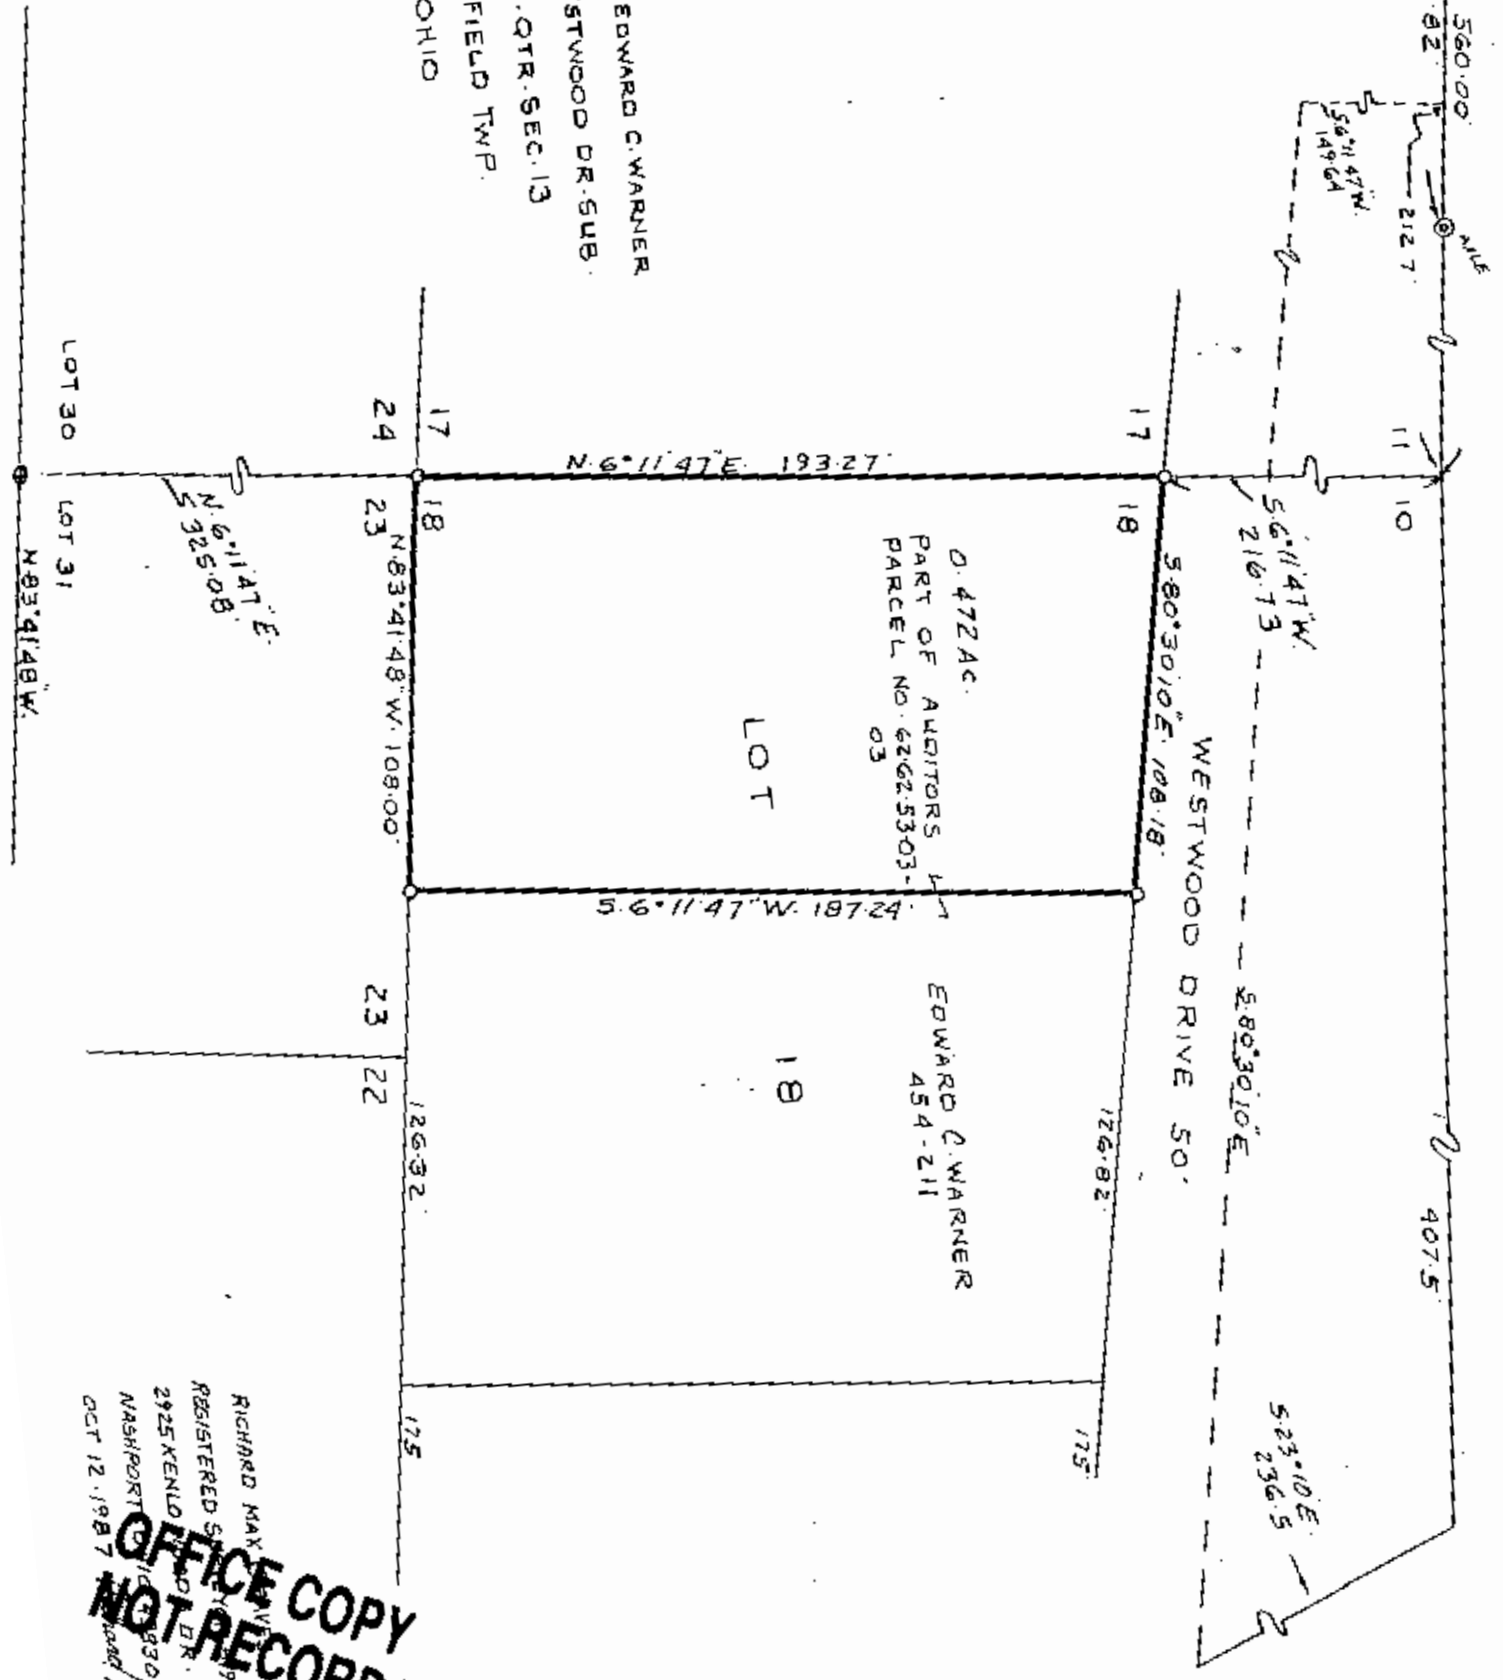 560.00'
.82'
S.6°11'47"W.
149.64
212.7'
11
10
S.6°11'47"W.
216.73
S.80°30'10"E
407.5'
S.23°10'E.
236.5
WESTWOOD DRIVE 50'
17
18
S.80°30'10"E. 108.18'
N.6°11'47"E. 193.27'
0.472 AC.
PART OF AUDITORS
PARCEL NO. 62-62-53-03-
03
LOT
S.6°11'47"W. 187.24'
EDWARD C. WARNER
454-211
18
126.82'
175'
17
18
24
23
N.83°41'48"W. 108.00'
23
22
126.32'
175
N.6°11'47"E.
S 325.08'
LOT 30
LOT 31
N.83°41'48"W.
EDWARD C. WARNER
STWOOD DR. SUB.
.QTR. SEC. 13
FIELD TWP.
OHIO
RICHARD MAX
REGISTERED
2925 KENLO DR.
NASHPORT
OCT 12. 1987
OFFICE COPY
NOT